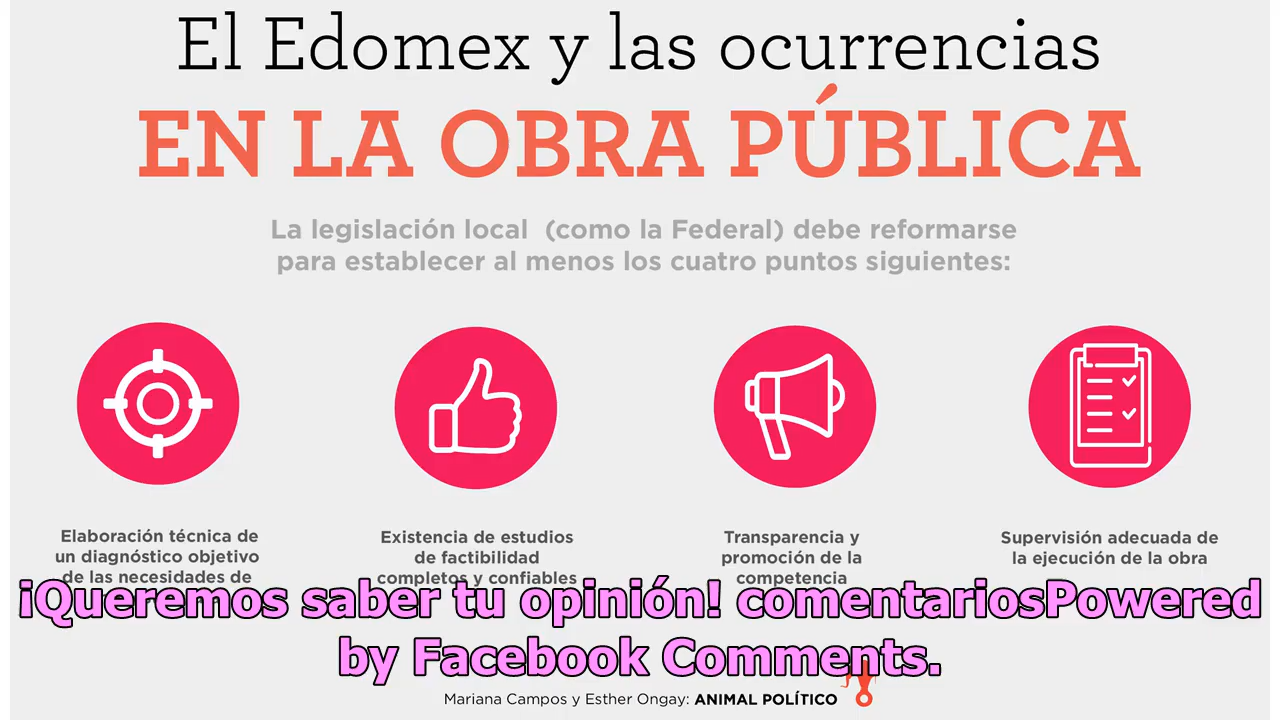 El Edomex y las ocurrencias
EN LA OBRA PÚBLICA
La legislación local (como la Federal) debe reformarse
para establecer al menos los cuatro puntos siguientes:
Elaboración técnica de
un diagnóstico objetivo
de las necesidades de
Existencia de estudios
de factibilidad
completos y confiables
Transparencia y
promoción de la
competencia
Supervisión adecuada de
la ejecución de la obra
¡Queremos saber tu opinión! comentariosPowered
by Facebook Comments.
Mariana Campos y Esther Ongay: ANIMAL POLÍTICO